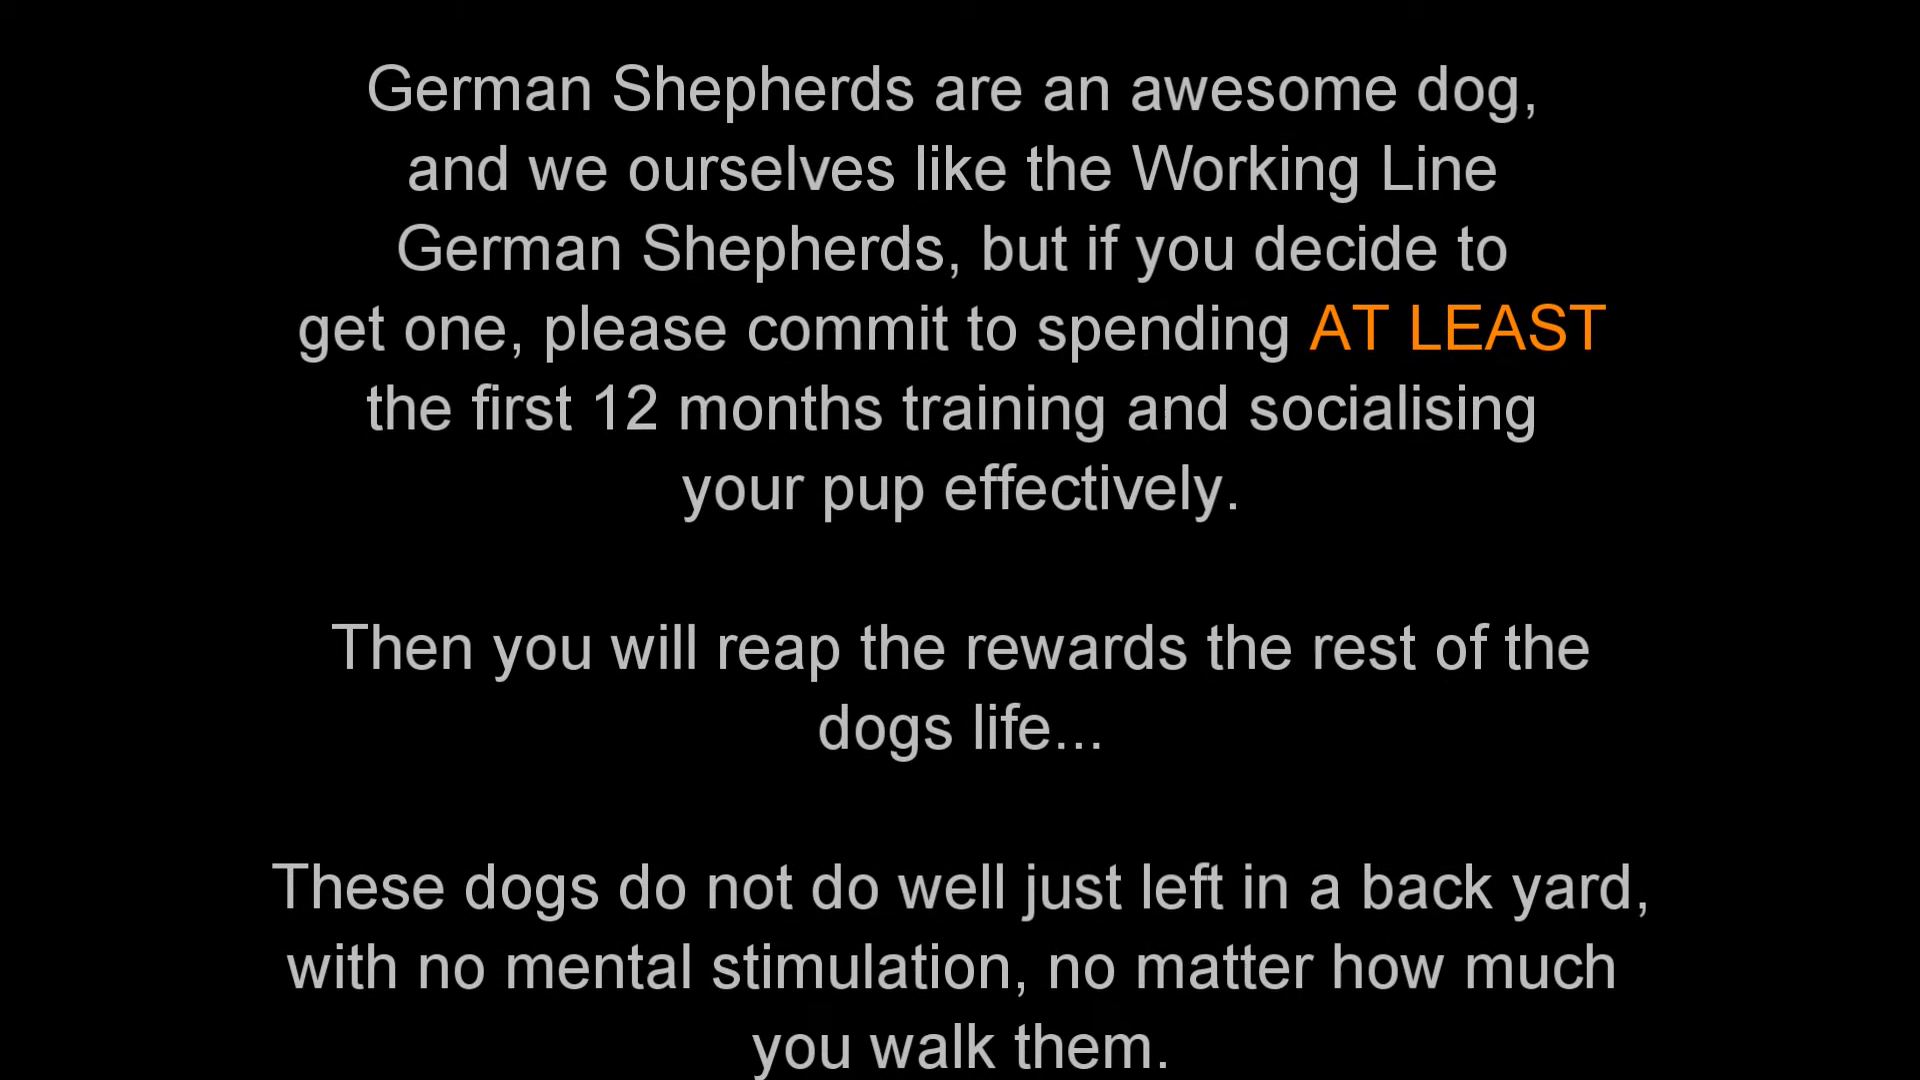 German Shepherds are an awesome dog,
and we ourselves like the Working Line
German Shepherds, but if you decide to
get one, please commit to spending AT LEAST
the first 12 months training and socialising
your pup effectively.
Then you will reap the rewards the rest of the
dogs life...
These dogs do not do well just left in a back yard,
with no mental stimulation, no matter how much
you walk them.